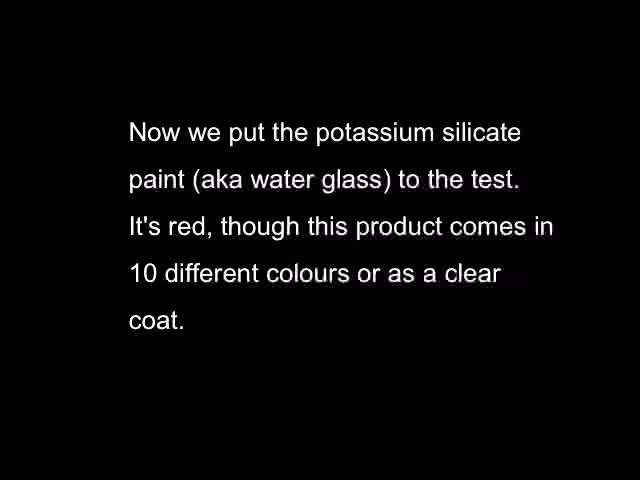 Now we put the potassium silicate
paint (aka water glass) to the test.
It's red, though this product comes in
10 different colours or as a clear
coat.